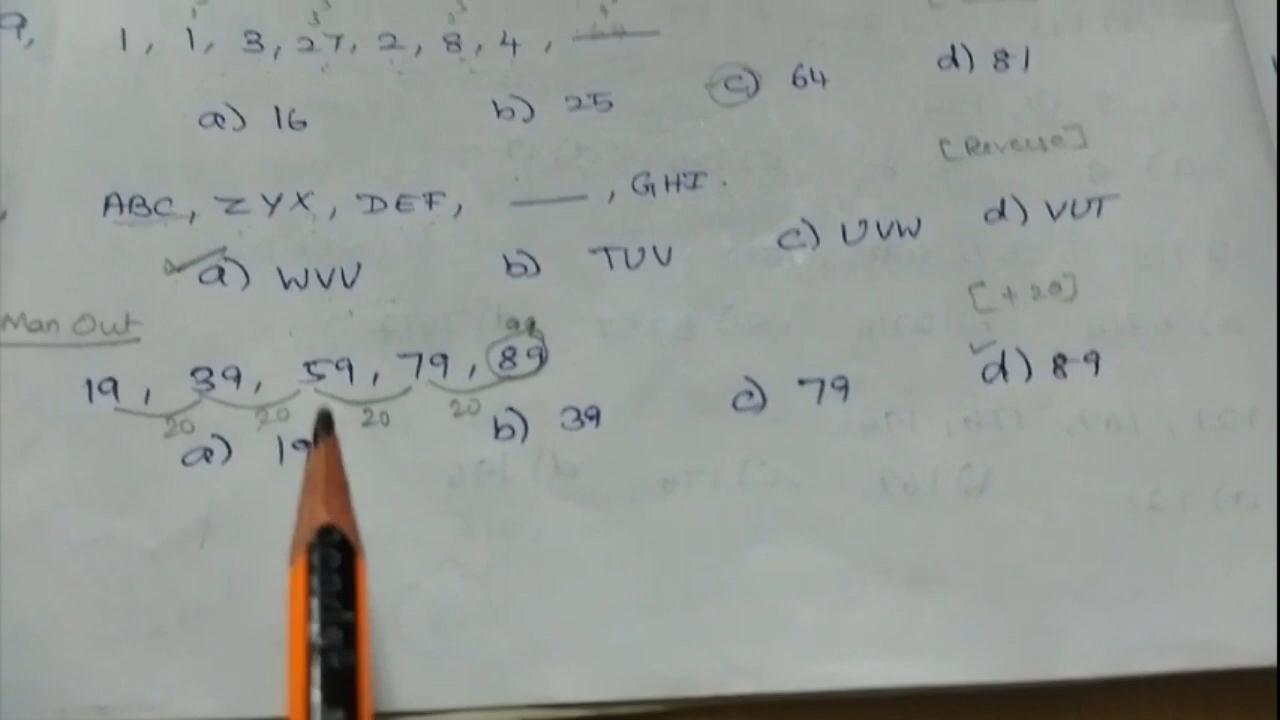 9, 1, 1, 3, 27, 2, 8, 4, ____
a) 16 b) 25 c) 64 d) 81
[Reverse]
ABC, ZYX, DEF, ____, GHI.
a) WVU b) TUV c) UVW d) VUT
[+20]
Man Out
99
19, 39, 59, 79, 89
20 20 20 20
a) 19 b) 39 c) 79 d) 89